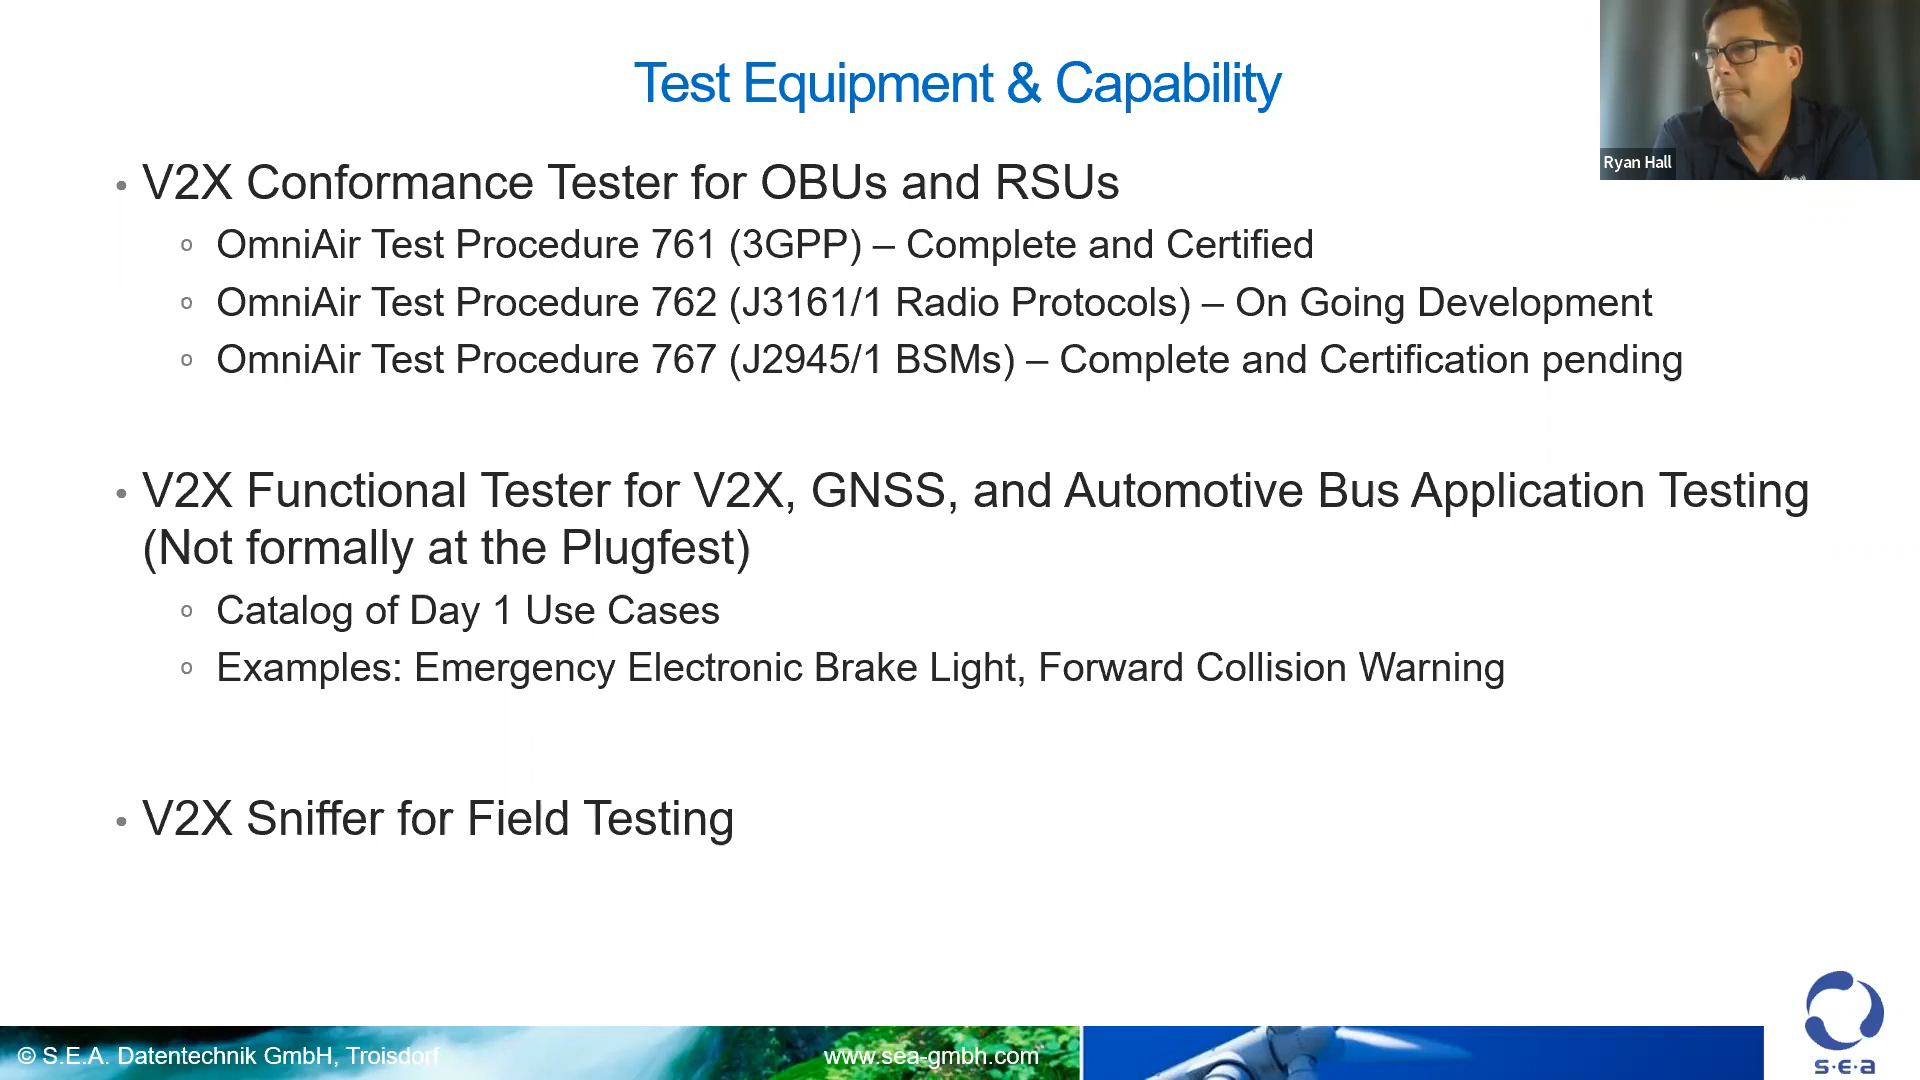 Test Equipment & Capability
Ryan Hall
• V2X Conformance Tester for OBUs and RSUs
o OmniAir Test Procedure 761 (3GPP) – Complete and Certified
o OmniAir Test Procedure 762 (J3161/1 Radio Protocols) – On Going Development
o OmniAir Test Procedure 767 (J2945/1 BSMs) – Complete and Certification pending
• V2X Functional Tester for V2X, GNSS, and Automotive Bus Application Testing
(Not formally at the Plugfest)
o Catalog of Day 1 Use Cases
o Examples: Emergency Electronic Brake Light, Forward Collision Warning
• V2X Sniffer for Field Testing
© S.E.A. Datentechnik GmbH, Troisdorf
www.sea-gmbh.com
s·e·a